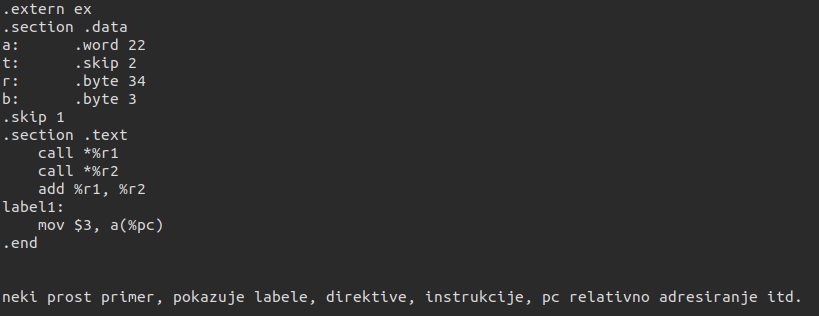 .extern ex
.section .data
a:      .word 22
t:      .skip 2
r:      .byte 34
b:      .byte 3
.skip 1
.section .text
    call *%r1
    call *%r2
    add %r1, %r2
label1:
    mov $3, a(%pc)
.end
neki prost primer, pokazuje labele, direktive, instrukcije, pc relativno adresiranje itd.